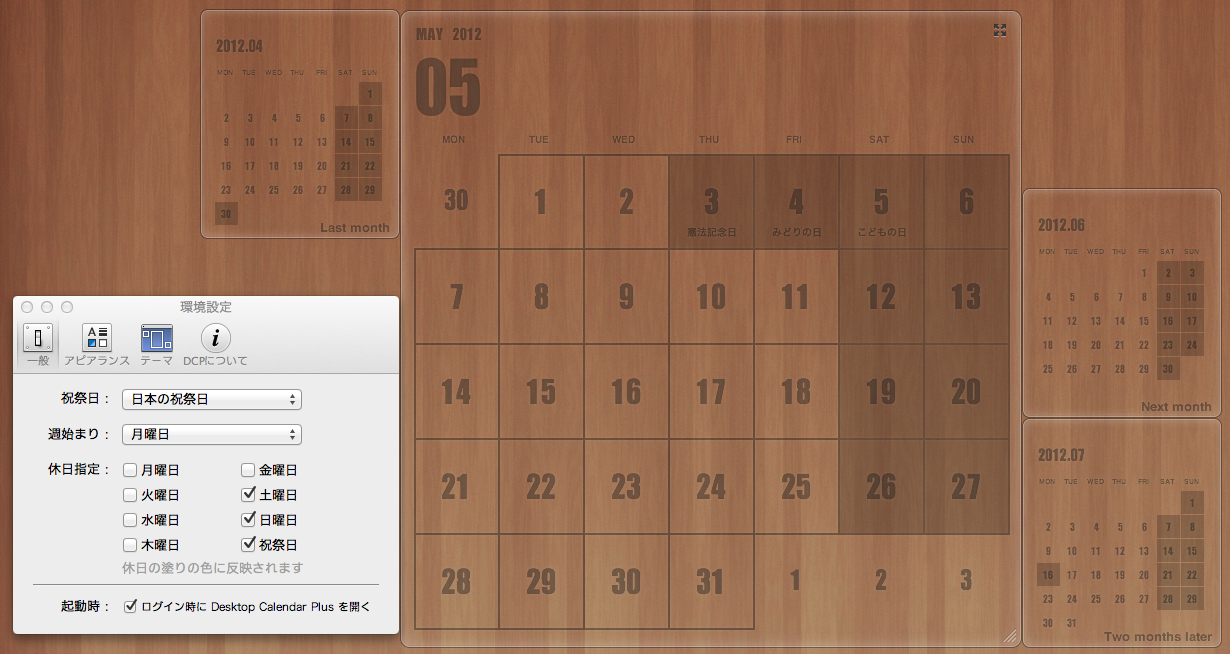 2012.04
MON TUE WED THU FRI SAT SUN
1
2 3 4 5 6 7 8
9 10 11 12 13 14 15
16 17 18 19 20 21 22
23 24 25 26 27 28 29
30
Last month
MAY 2012
05
MON TUE WED THU FRI SAT SUN
30 1 2 3 4 5 6
憲法記念日 みどりの日 こどもの日
7 8 9 10 11 12 13
14 15 16 17 18 19 20
21 22 23 24 25 26 27
28 29 30 31 1 2 3
2012.06
MON TUE WED THU FRI SAT SUN
1 2 3
4 5 6 7 8 9 10
11 12 13 14 15 16 17
18 19 20 21 22 23 24
25 26 27 28 29 30
Next month
2012.07
MON TUE WED THU FRI SAT SUN
1
2 3 4 5 6 7 8
9 10 11 12 13 14 15
16 17 18 19 20 21 22
23 24 25 26 27 28 29
30 31
Two months later
環境設定
一般 アピアランス テーマ DCPについて
祝祭日： 日本の祝祭日
週始まり： 月曜日
休日指定： 月曜日 金曜日
火曜日 土曜日
水曜日 日曜日
木曜日 祝祭日
休日の塗りの色に反映されます
起動時： ログイン時に Desktop Calendar Plus を開く